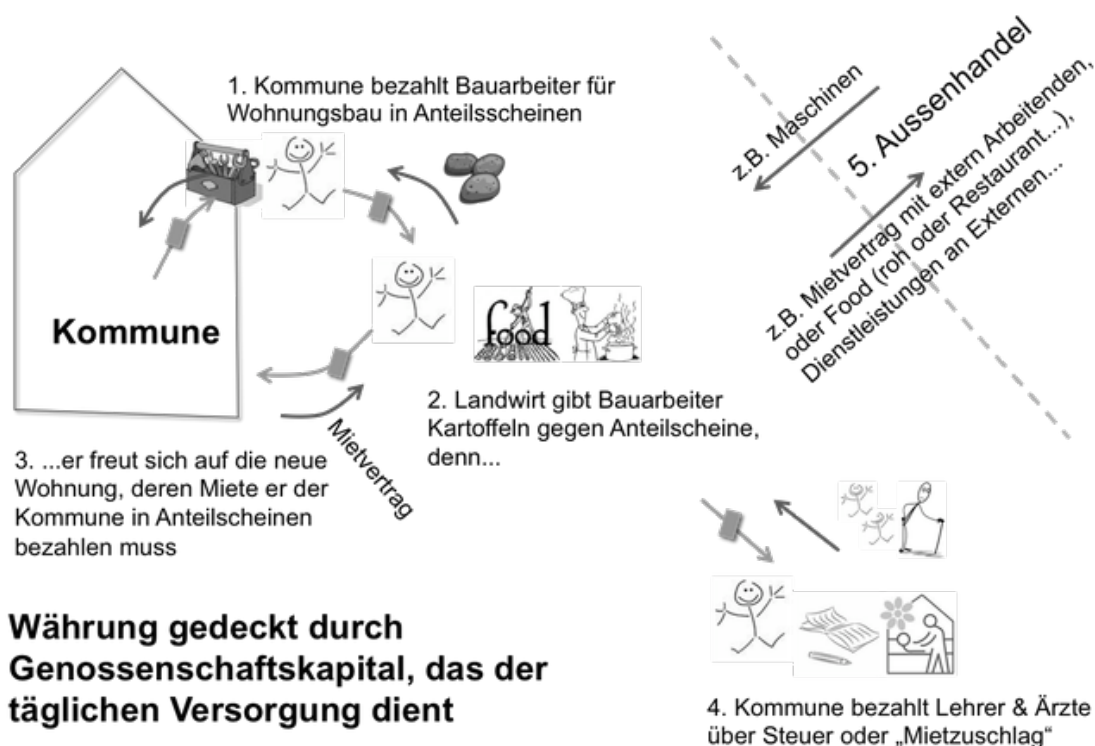 1. Kommune bezahlt Bauarbeiter für
Wohnungsbau in Anteilsscheinen
Kommune
food
2. Landwirt gibt Bauarbeiter
Kartoffeln gegen Anteilscheine,
denn...
Mietvertrag
3. ...er freut sich auf die neue
Wohnung, deren Miete er der
Kommune in Anteilscheinen
bezahlen muss
z.B. Maschinen
5. Aussenhandel
z.B. Mietvertrag mit extern Arbeitenden,
oder Food (roh oder Restaurant...),
Dienstleistungen an Externen...
Währung gedeckt durch
Genossenschaftskapital, das der
täglichen Versorgung dient
4. Kommune bezahlt Lehrer & Ärzte
über Steuer oder „Mietzuschlag“